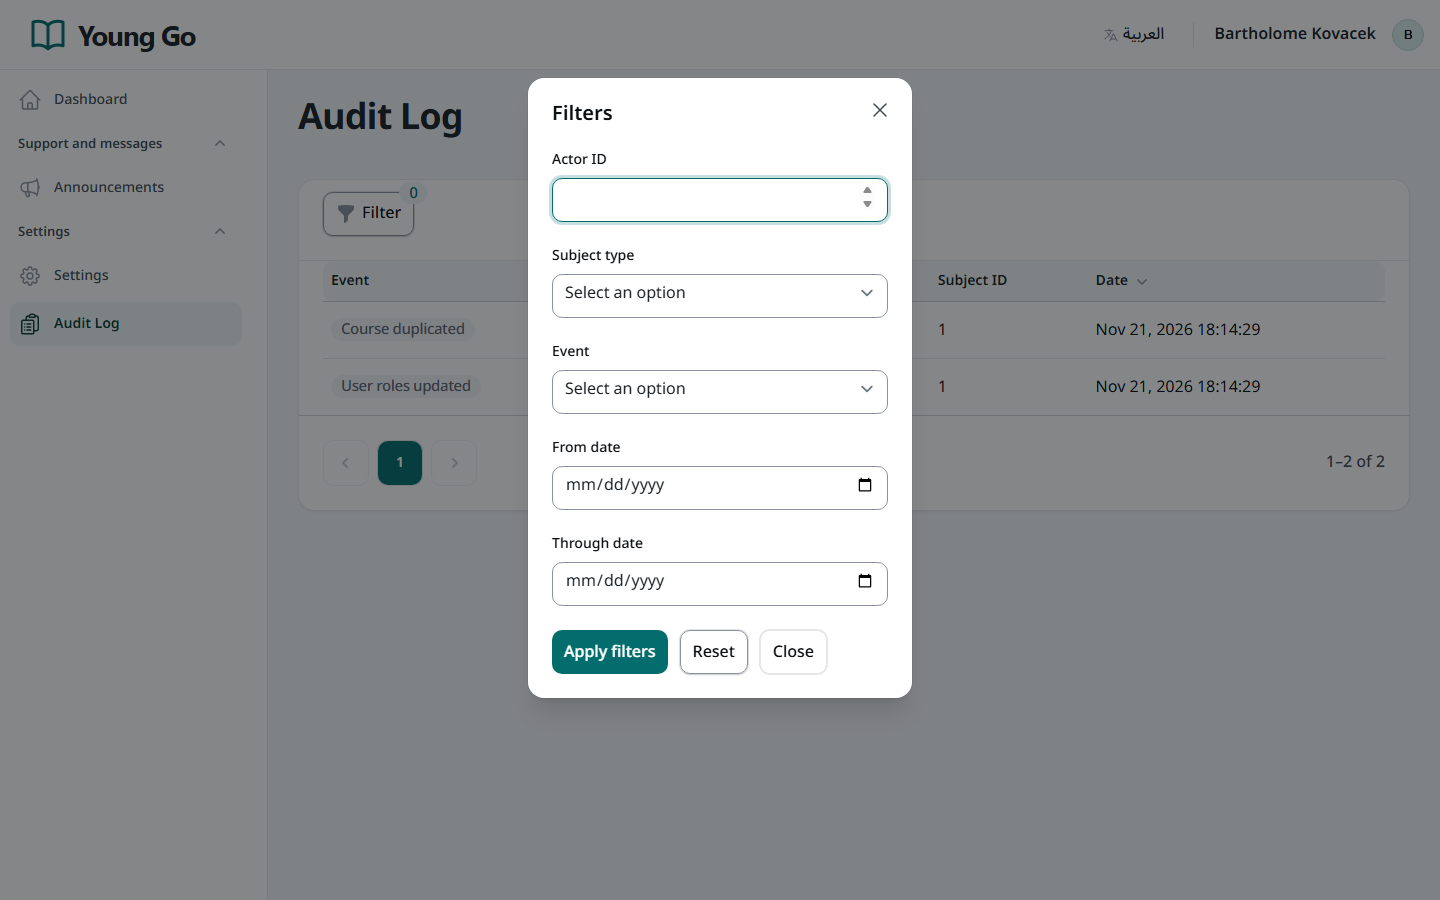 Young Go
العربية
Bartholome Kovacek
B
Dashboard
Support and messages
Announcements
Settings
Settings
Audit Log
Audit Log
Filter
0
Event
Subject ID
Date
Course duplicated
1
Nov 21, 2026 18:14:29
User roles updated
1
Nov 21, 2026 18:14:29
1
1–2 of 2
Filters
Actor ID
Subject type
Select an option
Event
Select an option
From date
mm/dd/yyyy
Through date
mm/dd/yyyy
Apply filters
Reset
Close